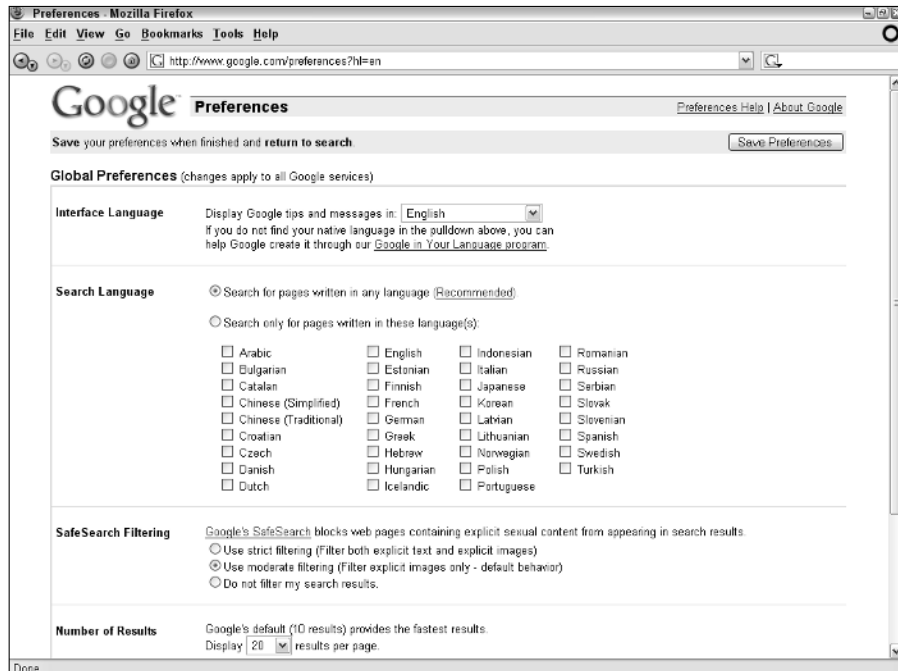 Preferences - Mozilla Firefox
File Edit View Go Bookmarks Tools Help
http://www.google.com/preferences?hl=en
Google™ Preferences
Preferences Help | About Google
Save your preferences when finished and return to search.
Save Preferences
Global Preferences (changes apply to all Google services)
Interface Language
Display Google tips and messages in: English
If you do not find your native language in the pulldown above, you can
help Google create it through our Google in Your Language program.
Search Language
Search for pages written in any language (Recommended).
Search only for pages written in these language(s):
Arabic English Indonesian Romanian
Bulgarian Estonian Italian Russian
Catalan Finnish Japanese Serbian
Chinese (Simplified) French Korean Slovak
Chinese (Traditional) German Latvian Slovenian
Croatian Greek Lithuanian Spanish
Czech Hebrew Norwegian Swedish
Danish Hungarian Polish Turkish
Dutch Icelandic Portuguese
SafeSearch Filtering
Google's SafeSearch blocks web pages containing explicit sexual content from appearing in search results.
Use strict filtering (Filter both explicit text and explicit images)
Use moderate filtering (Filter explicit images only - default behavior)
Do not filter my search results.
Number of Results
Google's default (10 results) provides the fastest results.
Display 20 results per page.
Done